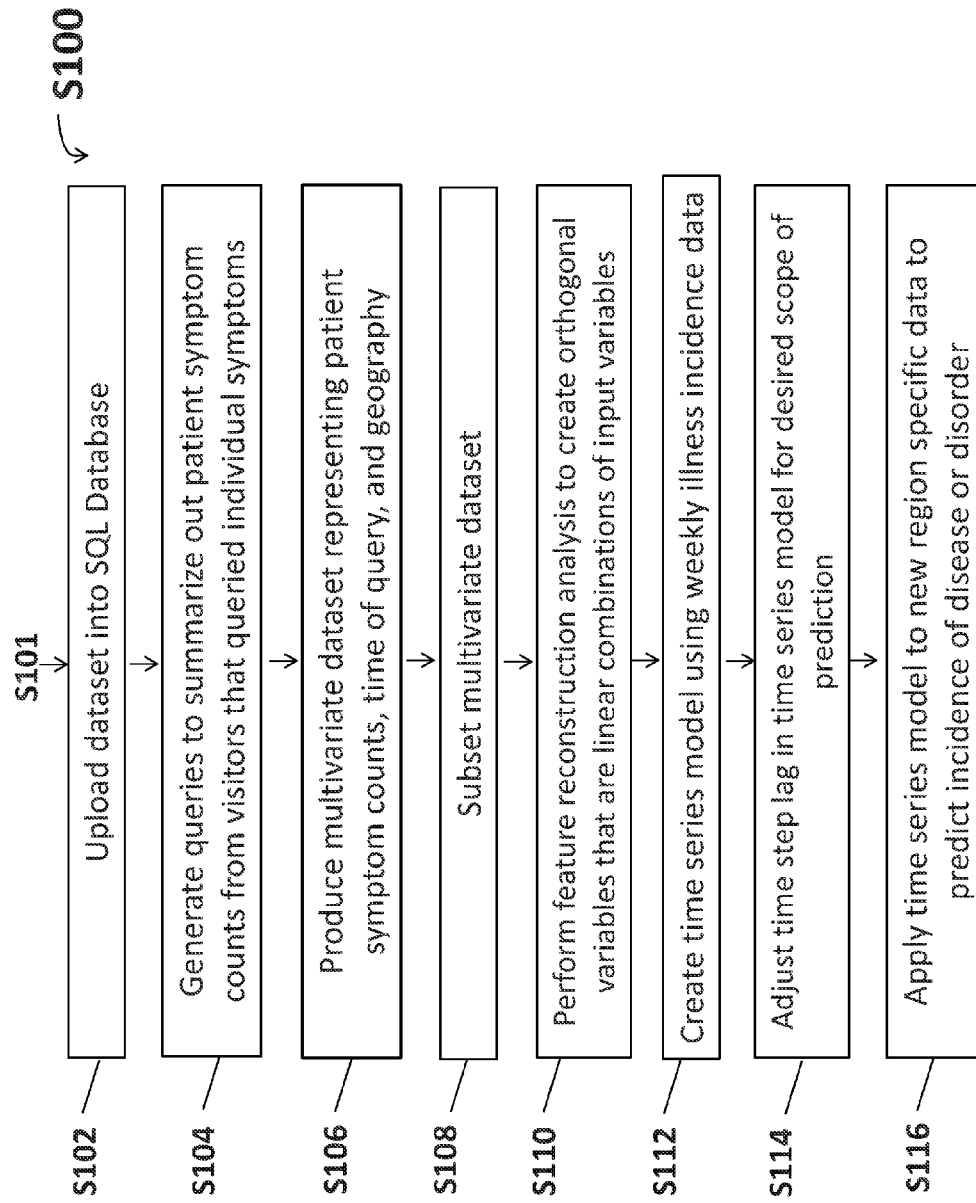 S100
S101
S102
Upload dataset into SQL Database
S104
Generate queries to summarize out patient symptom
counts from visitors that queried individual symptoms
S106
Produce multivariate dataset representing patient
symptom counts, time of query, and geography
S108
Subset multivariate dataset
S110
Perform feature reconstruction analysis to create orthogonal
variables that are linear combinations of input variables
S112
Create time series model using weekly illness incidence data
S114
Adjust time step lag in time series model for desired scope of
prediction
S116
Apply time series model to new region specific data to
predict incidence of disease or disorder